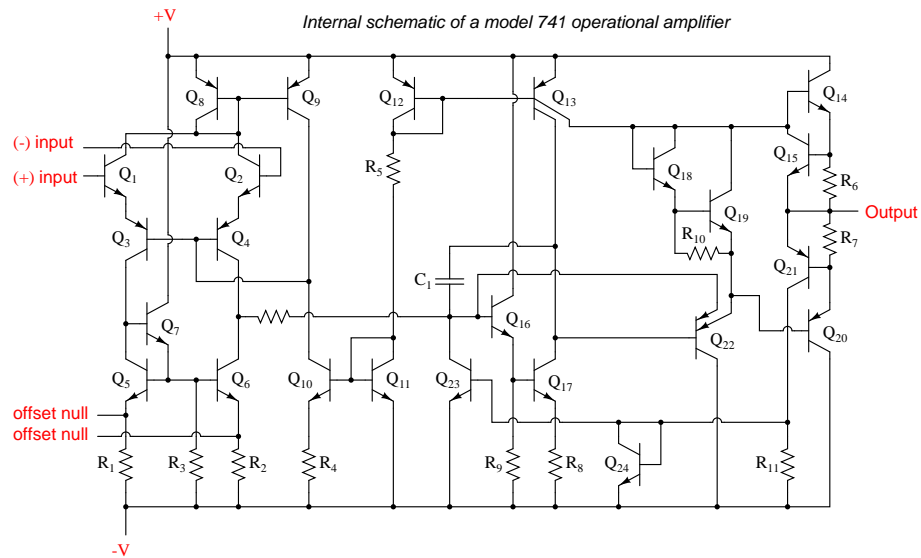 Internal schematic of a model 741 operational amplifier
+V
Q8
Q9
Q12
Q13
Q14
(-) input
(+) input
Q1
Q2
R5
Q18
Q15
R6
Q19
Output
Q3
Q4
R10
R7
C1
Q21
Q7
Q16
Q22
Q20
Q5
Q6
Q10
Q11
Q23
Q17
offset null
offset null
R1
R3
R2
R4
R9
R8
Q24
R11
-V